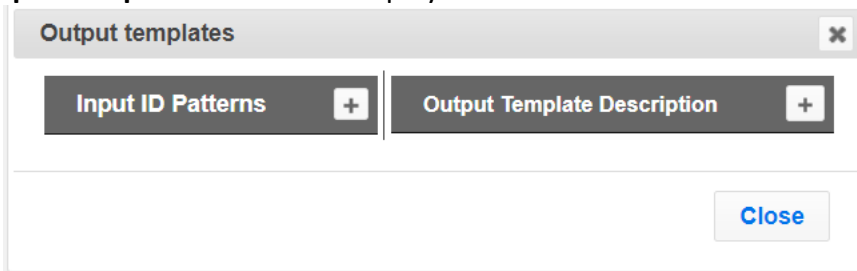 Output templates
Input ID Patterns + Output Template Description +
Close